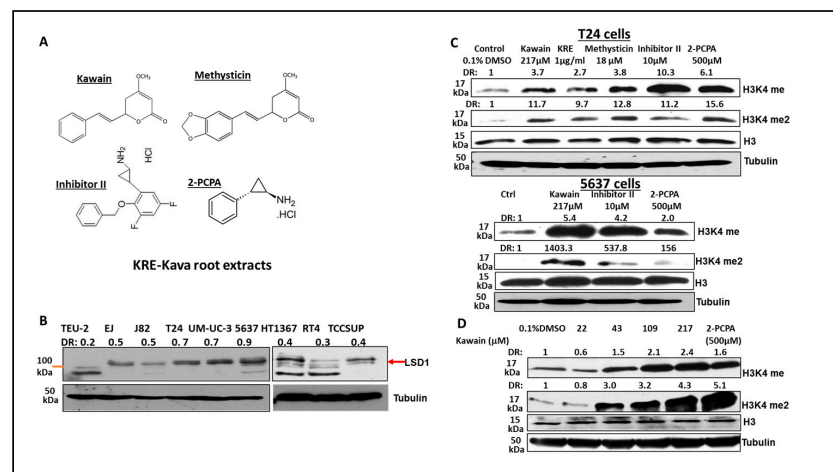 A
Kawain
OCH₃
O
O
Methysticin
OCH₃
O
O
O
O
NH₂
HCl
Inhibitor II
O
F
F
2-PCPA
NH₂
.HCl
KRE-Kava root extracts
B
TEU-2 EJ J82 T24 UM-UC-3 5637 HT1367 RT4 TCCSUP
DR: 0.2 0.5 0.5 0.7 0.7 0.9 0.4 0.3 0.4
100
kDa
LSD1
50
kDa
Tubulin
C
T24 cells
Control Kawain KRE Methysticin Inhibitor II 2-PCPA
0.1% DMSO 217µM 1µg/ml 18 µM 10µM 500µM
DR: 1 3.7 2.7 3.8 10.3 6.1
17
kDa
H3K4 me
1 11.7 9.7 12.8 11.2 15.6
17
kDa
H3K4 me2
15
kDa
H3
50
kDa
Tubulin
5637 cells
Ctrl Kawain Inhibitor II 2-PCPA
217µM 10µM 500µM
DR: 1 5.4 4.2 2.0
17
kDa
H3K4 me
DR: 1 1403.3 537.8 156
17
kDa
H3K4 me2
15
kDa
H3
50
kDa
Tubulin
D
0.1%DMSO 22 43 109 217 2-PCPA
Kawain (µM) (500µM)
DR: 1 0.6 1.5 2.1 2.4 1.6
17
kDa
H3K4 me
DR: 1 0.8 3.0 3.2 4.3 5.1
17
kDa
H3K4 me2
15
kDa
H3
50
kDa
Tubulin